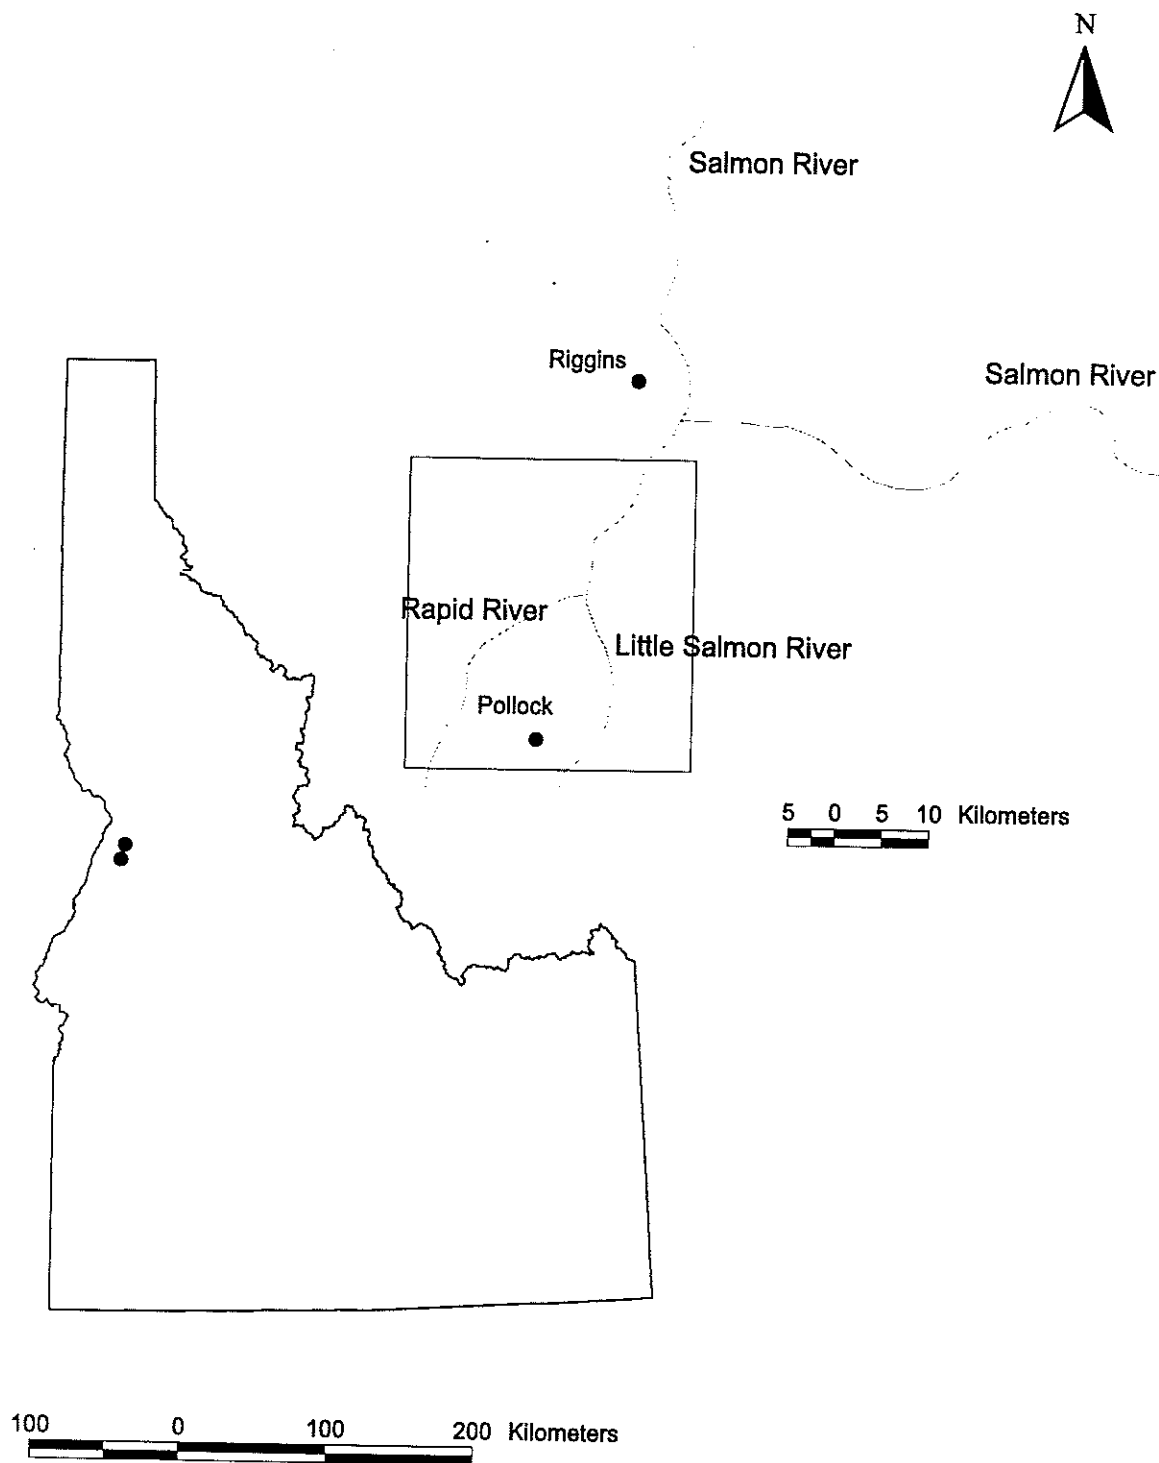 N
Salmon River
Riggins
Salmon River
Rapid River
Little Salmon River
Pollock
5 0 5 10 Kilometers
100 0 100 200 Kilometers